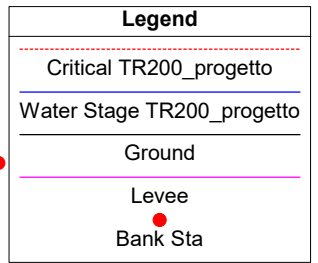 Legend
Critical TR200_progetto
Water Stage TR200_progetto
Ground
Levee
Bank Sta